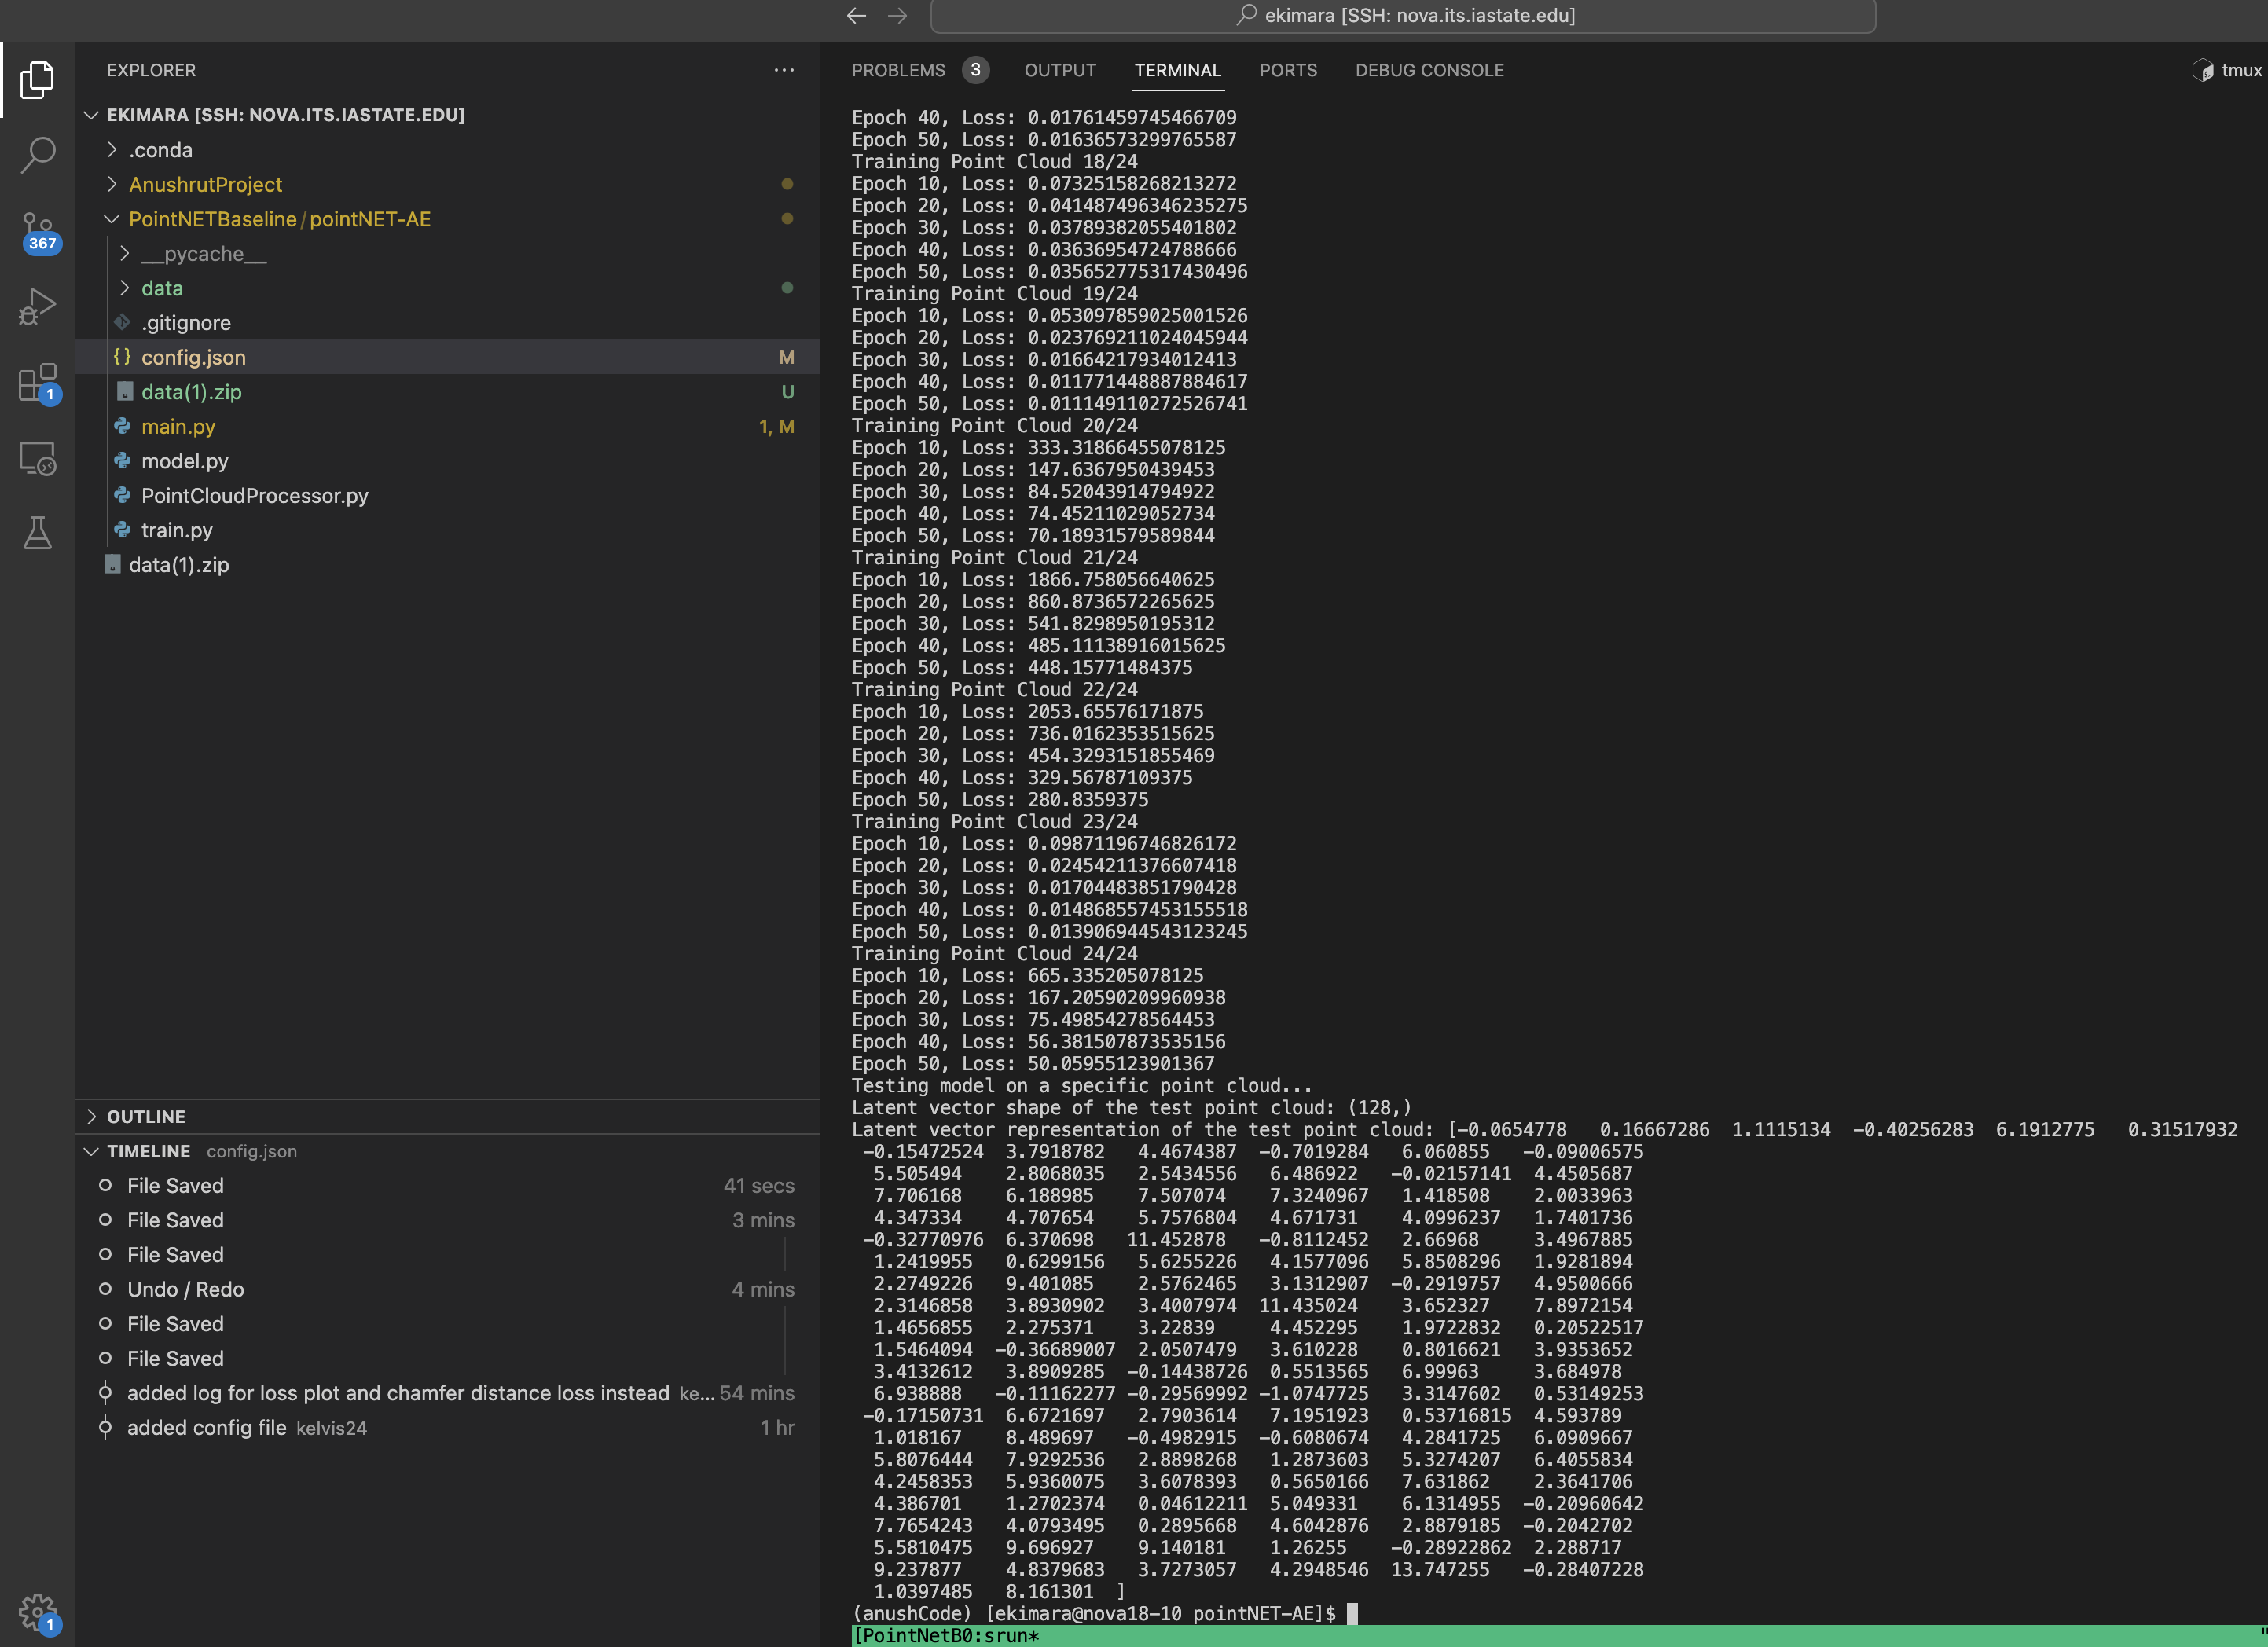 ekimara [SSH: nova.its.iastate.edu]
EXPLORER
EKIMARA [SSH: NOVA.ITS.IASTATE.EDU]
.conda
AnushrutProject
PointNETBaseline/pointNET-AE
367
__pycache__
data
.gitignore
{} config.json M
1
data(1).zip U
main.py 1, M
model.py
PointCloudProcessor.py
train.py
data(1).zip
OUTLINE
TIMELINE config.json
File Saved 41 secs
File Saved 3 mins
File Saved
Undo / Redo 4 mins
File Saved
File Saved
added log for loss plot and chamfer distance loss instead ke... 54 mins
added config file kelvis24 1 hr
1
PROBLEMS 3 OUTPUT TERMINAL PORTS DEBUG CONSOLE tmux
Epoch 40, Loss: 0.01761459745466709
Epoch 50, Loss: 0.01636573299765587
Training Point Cloud 18/24
Epoch 10, Loss: 0.07325158268213272
Epoch 20, Loss: 0.041487496346235275
Epoch 30, Loss: 0.03789382055401802
Epoch 40, Loss: 0.03636954724788666
Epoch 50, Loss: 0.035652775317430496
Training Point Cloud 19/24
Epoch 10, Loss: 0.053097859025001526
Epoch 20, Loss: 0.023769211024045944
Epoch 30, Loss: 0.01664217934012413
Epoch 40, Loss: 0.011771448887884617
Epoch 50, Loss: 0.011149110272526741
Training Point Cloud 20/24
Epoch 10, Loss: 333.31866455078125
Epoch 20, Loss: 147.6367950439453
Epoch 30, Loss: 84.52043914794922
Epoch 40, Loss: 74.45211029052734
Epoch 50, Loss: 70.18931579589844
Training Point Cloud 21/24
Epoch 10, Loss: 1866.758056640625
Epoch 20, Loss: 860.8736572265625
Epoch 30, Loss: 541.8298950195312
Epoch 40, Loss: 485.11138916015625
Epoch 50, Loss: 448.15771484375
Training Point Cloud 22/24
Epoch 10, Loss: 2053.65576171875
Epoch 20, Loss: 736.0162353515625
Epoch 30, Loss: 454.3293151855469
Epoch 40, Loss: 329.56787109375
Epoch 50, Loss: 280.8359375
Training Point Cloud 23/24
Epoch 10, Loss: 0.09871196746826172
Epoch 20, Loss: 0.02454211376607418
Epoch 30, Loss: 0.01704483851790428
Epoch 40, Loss: 0.014868557453155518
Epoch 50, Loss: 0.013906944543123245
Training Point Cloud 24/24
Epoch 10, Loss: 665.335205078125
Epoch 20, Loss: 167.20590209960938
Epoch 30, Loss: 75.49854278564453
Epoch 40, Loss: 56.381507873535156
Epoch 50, Loss: 50.05955123901367
Testing model on a specific point cloud...
Latent vector shape of the test point cloud: (128,)
Latent vector representation of the test point cloud: [-0.0654778 0.16667286 1.1115134 -0.40256283 6.1912775 0.31517932
-0.15472524 3.7918782 4.4674387 -0.7019284 6.060855 -0.09006575
5.505494 2.8068035 2.5434556 6.486922 -0.02157141 4.4505687
7.706168 6.188985 7.507074 7.3240967 1.418508 2.0033963
4.347334 4.707654 5.7576804 4.671731 4.0996237 1.7401736
-0.32770976 6.370698 11.452878 -0.8112452 2.66968 3.4967885
1.2419955 0.6299156 5.6255226 4.1577096 5.8508296 1.9281894
2.2749226 9.401085 2.5762465 3.1312907 -0.2919757 4.9500666
2.3146858 3.8930902 3.4007974 11.435024 3.652327 7.8972154
1.4656855 2.275371 3.22839 4.452295 1.9722832 0.20522517
1.5464094 -0.36689007 2.0507479 3.610228 0.8016621 3.9353652
3.4132612 3.8909285 -0.14438726 0.5513565 6.99963 3.684978
6.938888 -0.11162277 -0.29569992 -1.0747725 3.3147602 0.53149253
-0.17150731 6.6721697 2.7903614 7.1951923 0.53716815 4.593789
1.018167 8.489697 -0.4982915 -0.6080674 4.2841725 6.0909667
5.8076444 7.9292536 2.8898268 1.2873603 5.3274207 6.4055834
4.2458353 5.9360075 3.6078393 0.5650166 7.631862 2.3641706
4.386701 1.2702374 0.04612211 5.049331 6.1314955 -0.20960642
7.7654243 4.0793495 0.2895668 4.6042876 2.8879185 -0.2042702
5.5810475 9.696927 9.140181 1.26255 -0.28922862 2.288717
9.237877 4.8379683 3.7273057 4.2948546 13.747255 -0.28407228
1.0397485 8.161301 ]
(anushCode) [ekimara@nova18-10 pointNET-AE]$
[PointNetB0:srun* "